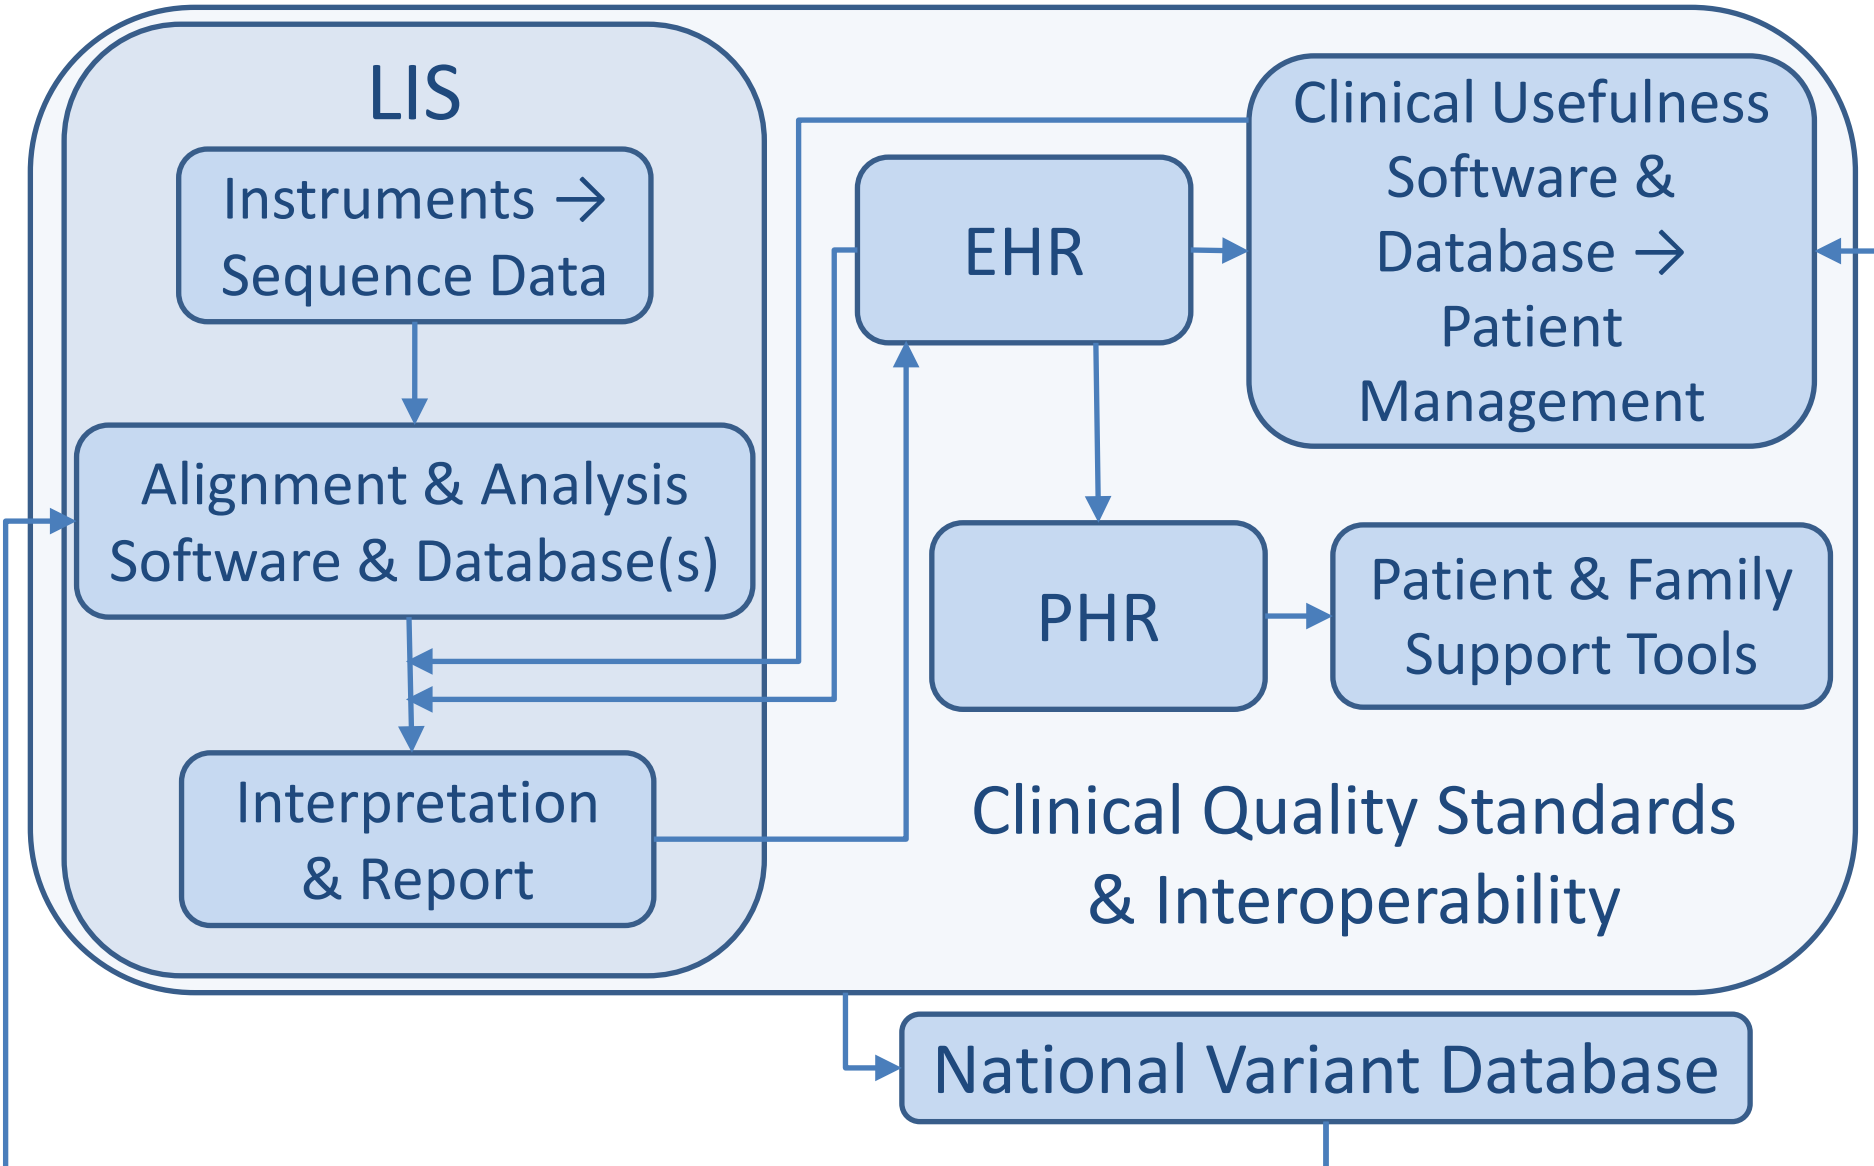 LIS
Instruments →
Sequence Data
Alignment & Analysis
Software & Database(s)
Interpretation
& Report
EHR
Clinical Usefulness
Software &
Database →
Patient
Management
PHR
Patient & Family
Support Tools
Clinical Quality Standards
& Interoperability
National Variant Database